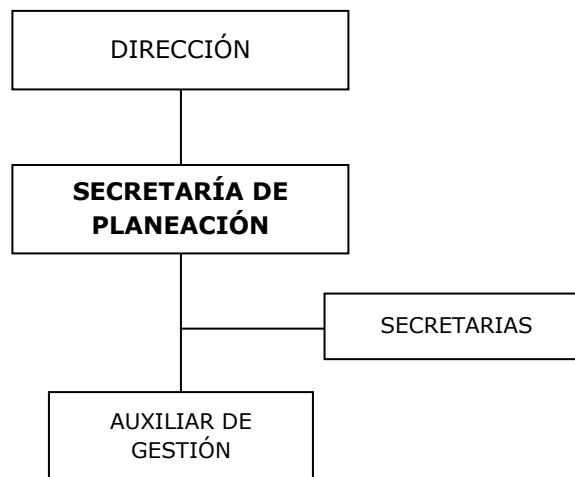 DIRECCIÓN
SECRETARÍA DE
PLANEACIÓN
SECRETARIAS
AUXILIAR DE
GESTIÓN